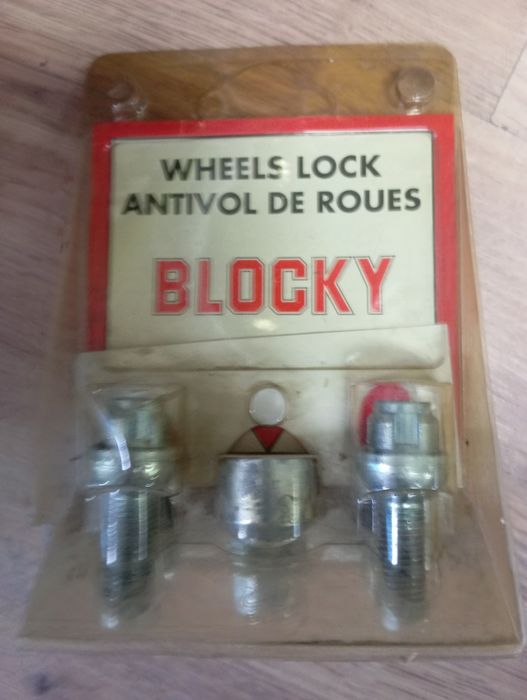 WHEELS LOCK
ANTIVOL DE ROUES
BLOCKY